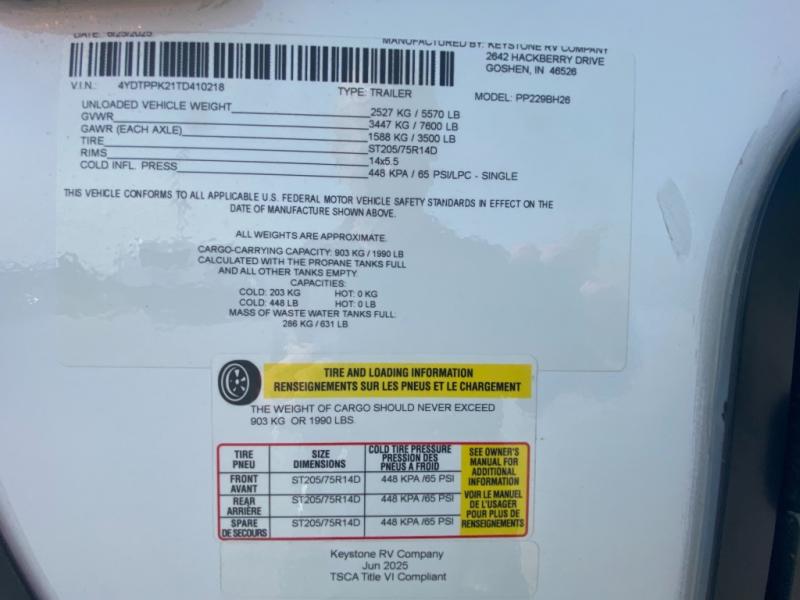 DATE: 6/25/2025
MANUFACTURED BY: KEYSTONE RV COMPANY
2642 HACKBERRY DRIVE
GOSHEN, IN 46526
V.I.N.: 4YDTPPK21TD410218
TYPE: TRAILER
MODEL: PP229BH26
UNLOADED VEHICLE WEIGHT 2527 KG / 5570 LB
GVWR 3447 KG / 7600 LB
GAWR (EACH AXLE) 1588 KG / 3500 LB
TIRE ST205/75R14D
RIMS 14x5.5
COLD INFL. PRESS 448 KPA / 65 PSI/LPC - SINGLE
THIS VEHICLE CONFORMS TO ALL APPLICABLE U.S. FEDERAL MOTOR VEHICLE SAFETY STANDARDS IN EFFECT ON THE
DATE OF MANUFACTURE SHOWN ABOVE.
ALL WEIGHTS ARE APPROXIMATE.
CARGO-CARRYING CAPACITY: 903 KG / 1990 LB
CALCULATED WITH THE PROPANE TANKS FULL
AND ALL OTHER TANKS EMPTY.
CAPACITIES:
COLD: 203 KG HOT: 0 KG
COLD: 448 LB HOT: 0 LB
MASS OF WASTE WATER TANKS FULL:
286 KG / 631 LB
TIRE AND LOADING INFORMATION
RENSEIGNEMENTS SUR LES PNEUS ET LE CHARGEMENT
THE WEIGHT OF CARGO SHOULD NEVER EXCEED
903 KG OR 1990 LBS.
TIRE
PNEU
SIZE
DIMENSIONS
COLD TIRE PRESSURE
PRESSION DES
PNEUS A FROID
FRONT
AVANT
ST205/75R14D
448 KPA /65 PSI
REAR
ARRIÈRE
ST205/75R14D
448 KPA /65 PSI
SPARE
DE SECOURS
ST205/75R14D
448 KPA /65 PSI
SEE OWNER'S
MANUAL FOR
ADDITIONAL
INFORMATION
VOIR LE MANUEL
DE L'USAGER
POUR PLUS DE
RENSEIGNEMENTS
Keystone RV Company
Jun 2025
TSCA Title VI Compliant